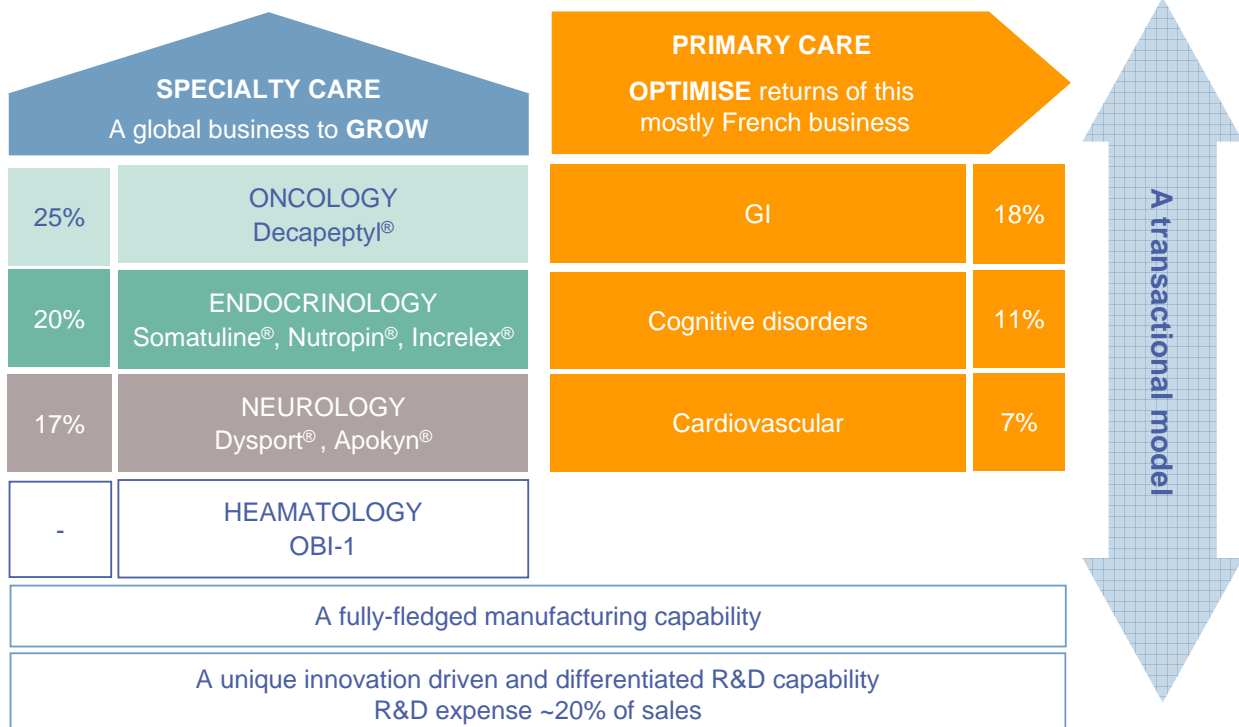 SPECIALTY CARE
A global business to GROW
PRIMARY CARE
OPTIMISE returns of this
mostly French business
25%
ONCOLOGY
Decapeptyl®
GI
18%
20%
ENDOCRINOLOGY
Somatuline®, Nutropin®, Increlex®
Cognitive disorders
11%
17%
NEUROLOGY
Dysport® , Apokyn®
Cardiovascular
7%
-
HEAMATOLOGY
OBI-1
A transactional model
A fully-fledged manufacturing capability
A unique innovation driven and differentiated R&D capability
R&D expense ~20% of sales